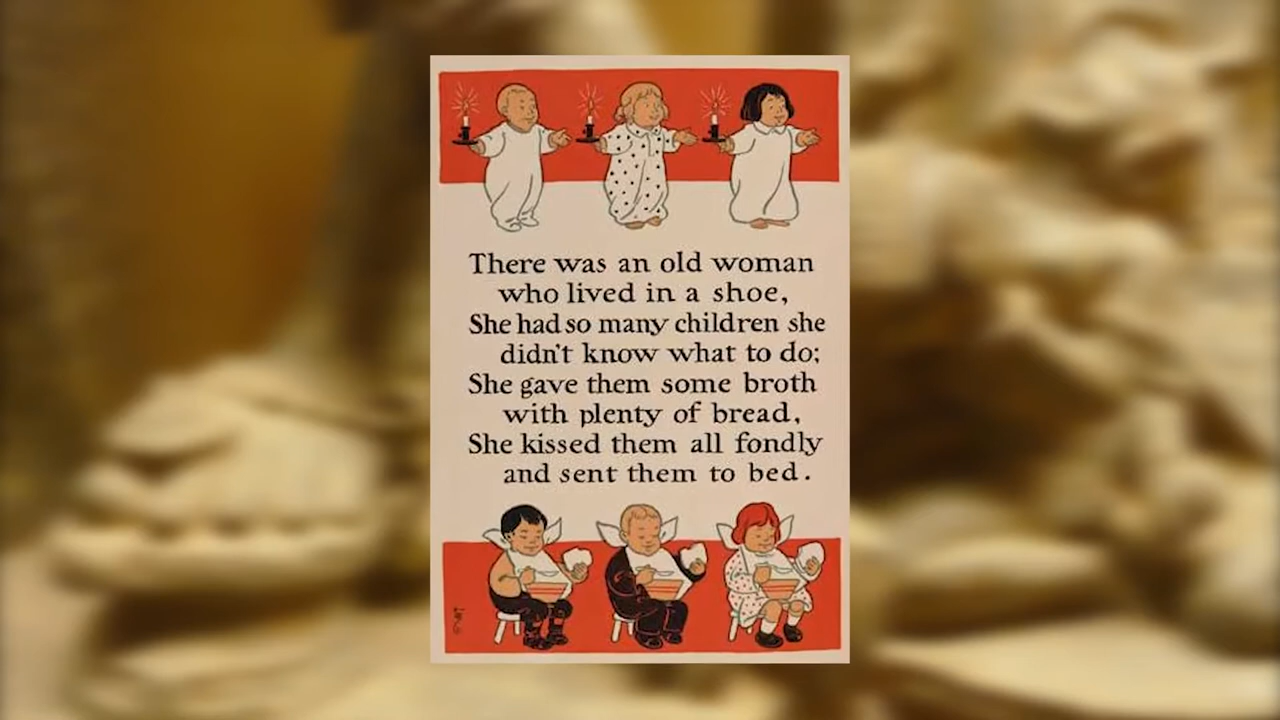 There was an old woman
who lived in a shoe,
She had so many children she
didn't know what to do;
She gave them some broth
with plenty of bread,
She kissed them all fondly
and sent them to bed.